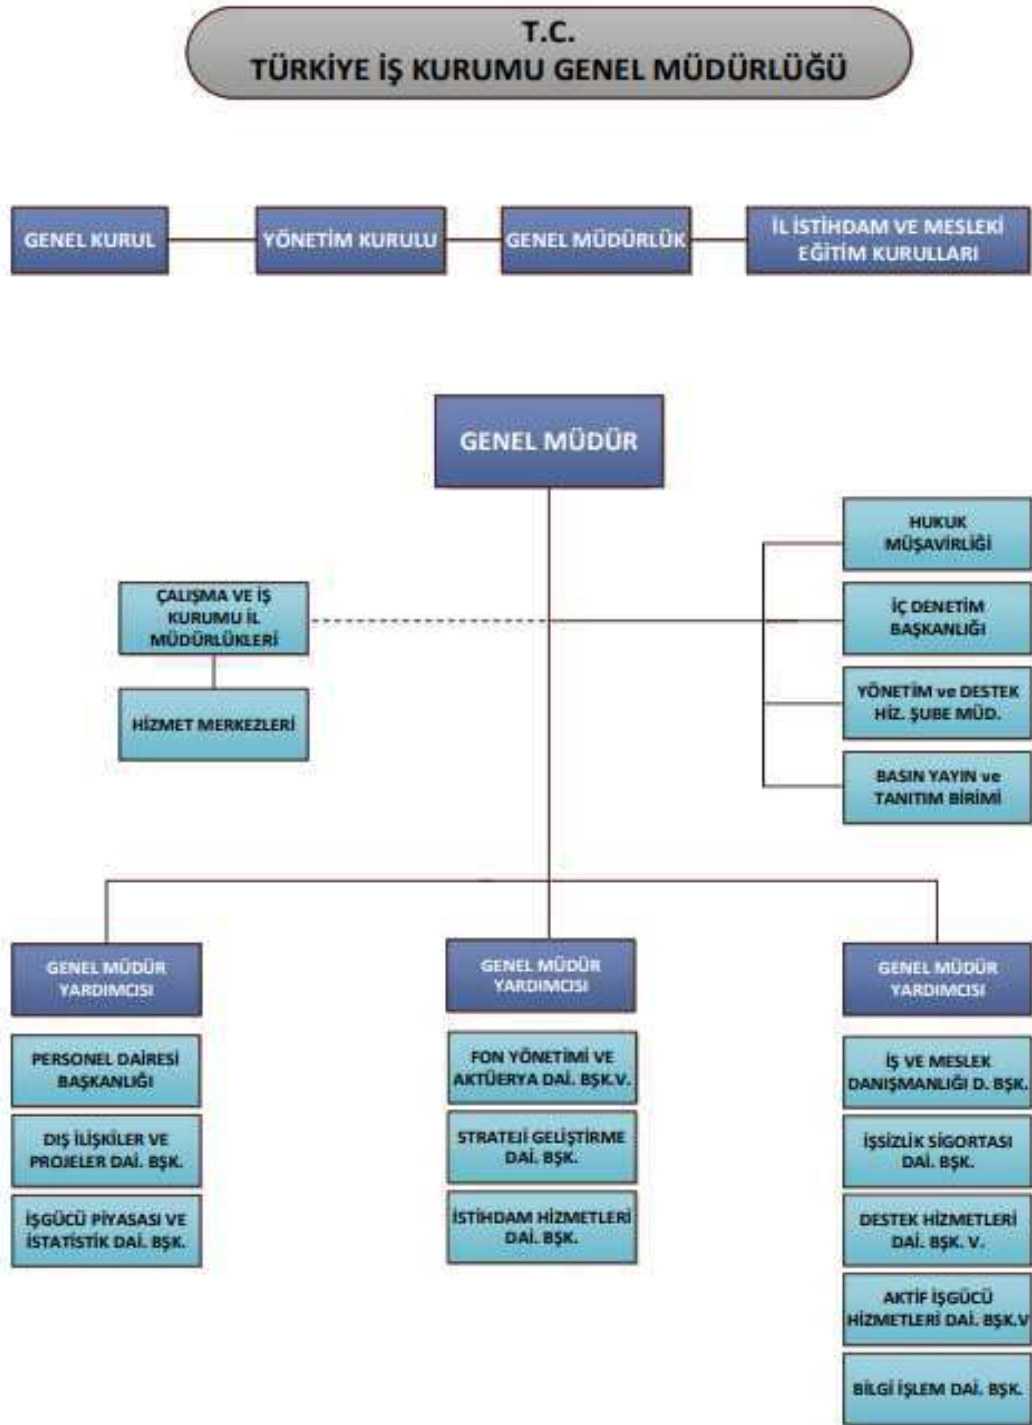 T.C.
TÜRKİYE İŞ KURUMU GENEL MÜDÜRLÜĞÜ
GENEL KURUL
YÖNETİM KURULU
GENEL MÜDÜRLÜK
İL İSTİHDAM VE MESLEKİ
EĞİTİM KURULLARI
GENEL MÜDÜR
HUKUK
MÜŞAVİRLİĞİ
ÇALIŞMA VE İŞ
KURUMU İL
MÜDÜRLÜKLERİ
İÇ DENETİM
BAŞKANLIĞI
HİZMET MERKEZLERİ
YÖNETİM ve DESTEK
HİZ. ŞUBE MÜD.
BASIN YAYIN ve
TANITIM BİRİMİ
GENEL MÜDÜR
YARDIMCISI
PERSONEL DAİRESİ
BAŞKANLIĞI
DIŞ İLİŞKİLER VE
PROJELER DAİ. BŞK.
İŞGÜCÜ PİYASASI VE
İSTATİSTİK DAİ. BŞK.
GENEL MÜDÜR
YARDIMCISI
FON YÖNETİMİ VE
AKTÜERYA DAİ. BŞK.V.
STRATEJİ GELİŞTİRME
DAİ. BŞK.
İSTİHDAM HİZMETLERİ
DAİ. BŞK.
GENEL MÜDÜR
YARDIMCISI
İŞ VE MESLEK
DANIŞMANLIĞI D. BŞK.
İŞSİZLİK SİGORTASI
DAİ. BŞK.
DESTEK HİZMETLERİ
DAİ. BŞK. V.
AKTİF İŞGÜCÜ
HİZMETLERİ DAİ. BŞK.V
BİLGİ İŞLEM DAİ. BŞK.